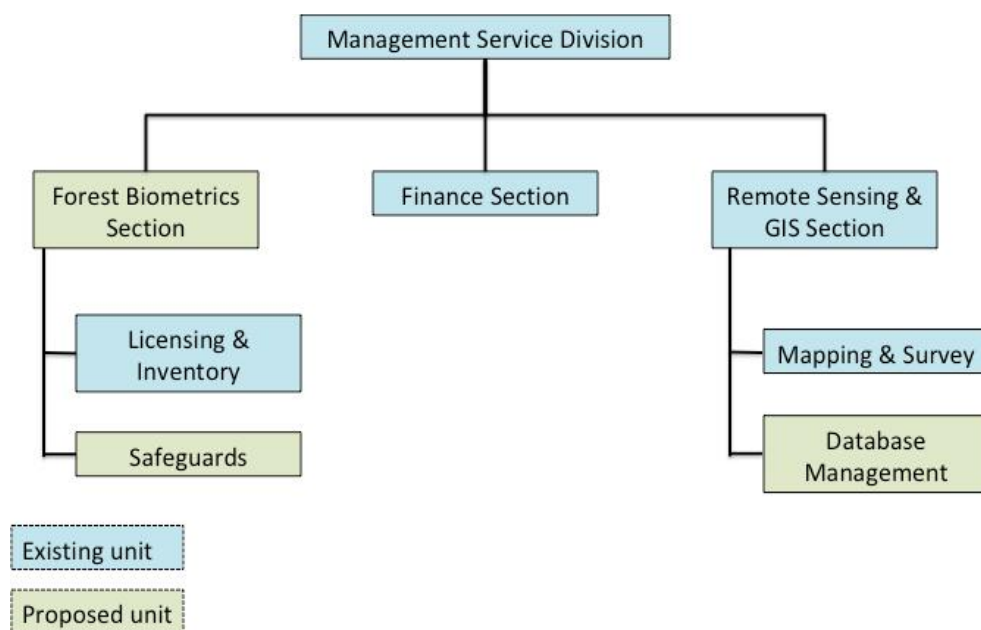 Management Service Division
Forest Biometrics
Section
Finance Section
Remote Sensing &
GIS Section
Licensing &
Inventory
Mapping & Survey
Safeguards
Database
Management
Existing unit
Proposed unit